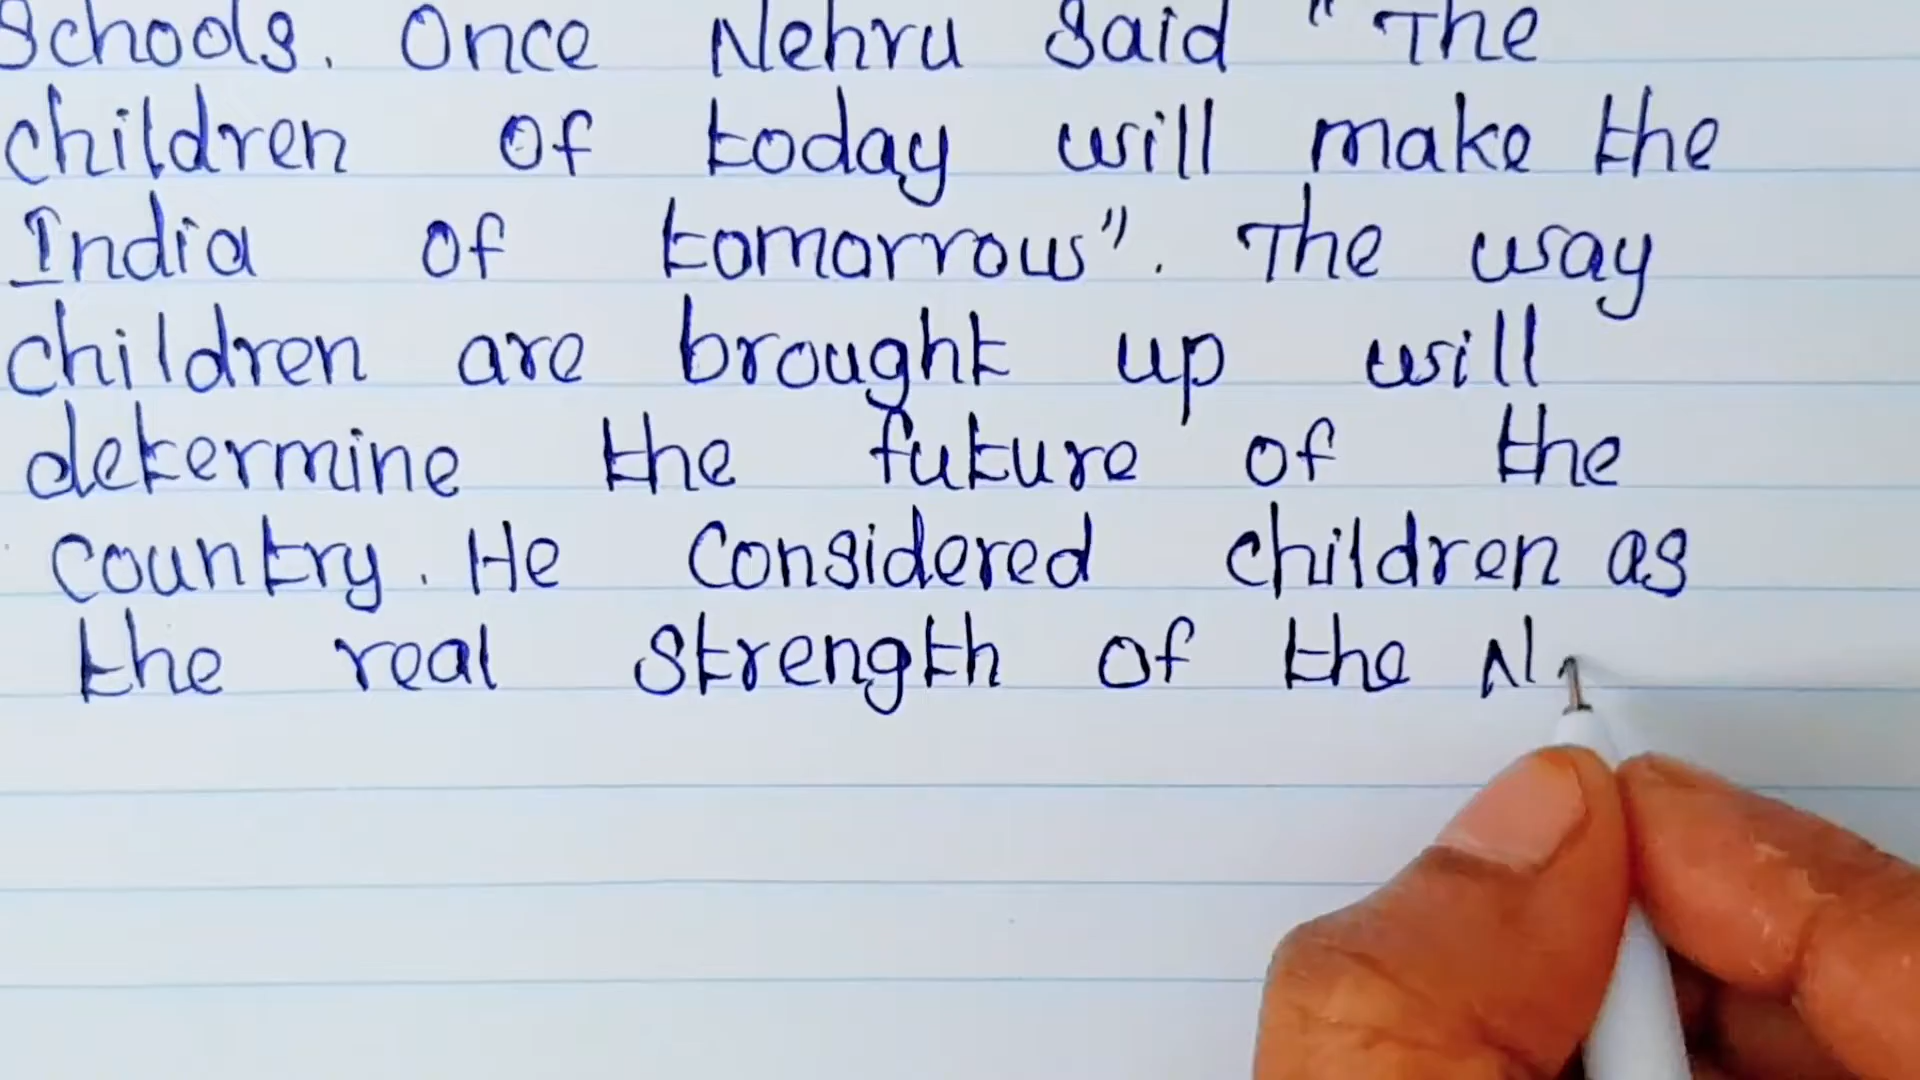 Schools. Once Nehru Said "The
children of today will make the
India of tomorrow". The way
children are brought up will
determine the future of the
country. He Considered children as
the real Strength of the